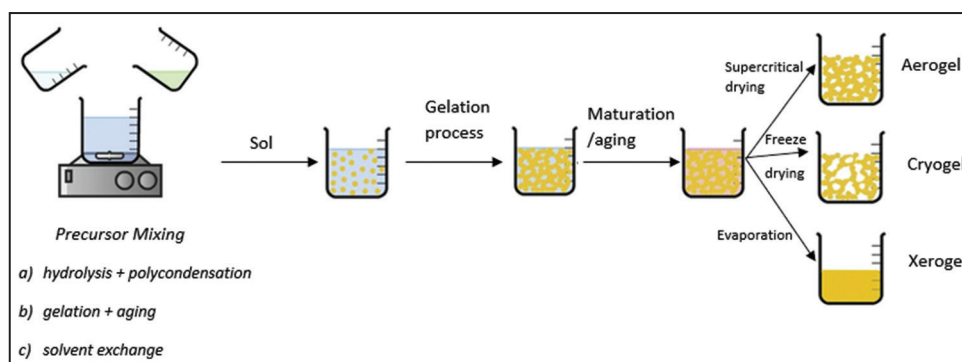 Precursor Mixing
a) hydrolysis + polycondensation
b) gelation + aging
c) solvent exchange
Sol
Gelation
process
Maturation
/aging
Supercritical
drying
Freeze
drying
Evaporation
Aerogel
Cryogel
Xerogel